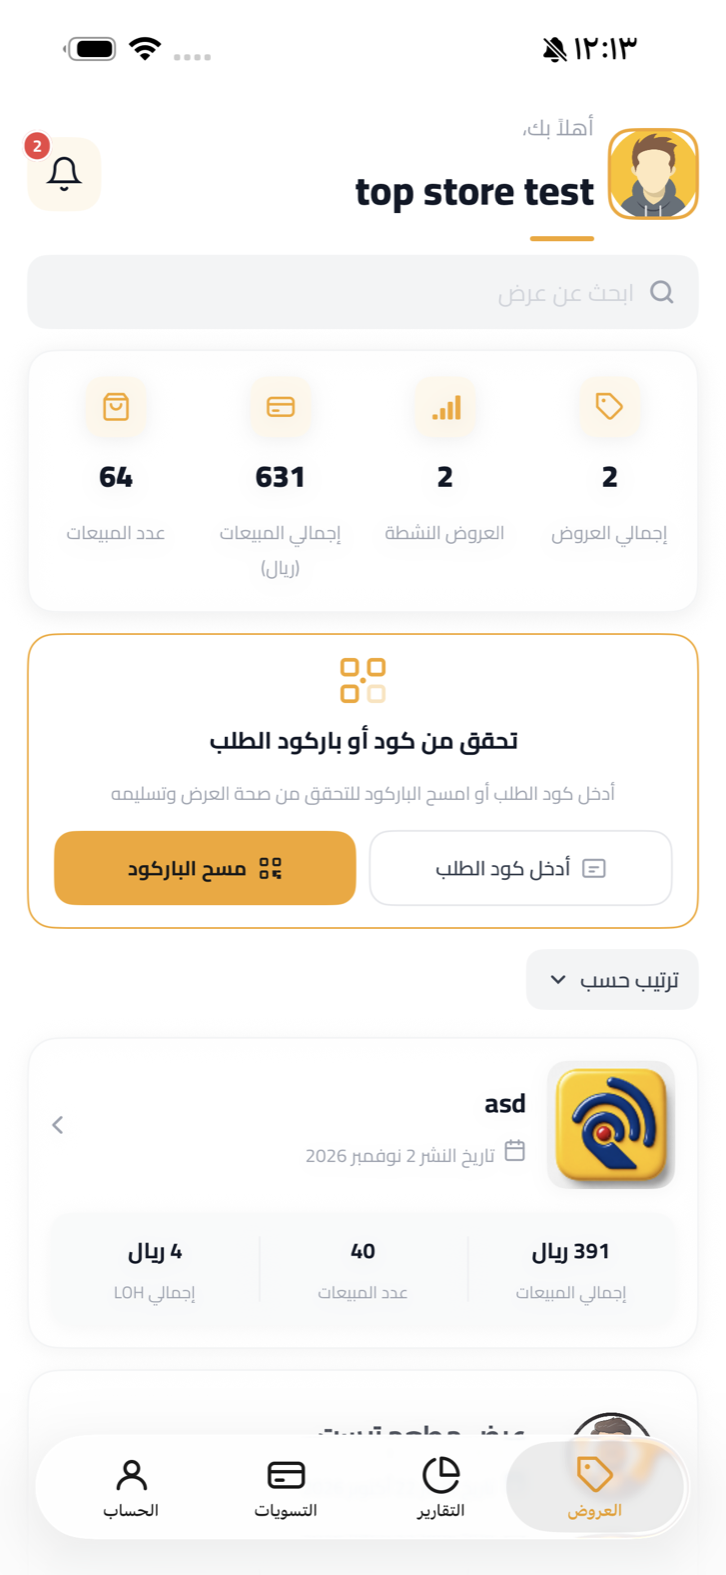 ١٢:١٣
أهلاً بك،
top store test
2
ابحث عن عرض
2
إجمالي العروض
2
العروض النشطة
631
إجمالي المبيعات
(ريال)
64
عدد المبيعات
تحقق من كود أو باركود الطلب
أدخل كود الطلب أو امسح الباركود للتحقق من صحة العرض وتسليمه
أدخل كود الطلب
مسح الباركود
ترتيب حسب
asd
تاريخ النشر 2 نوفمبر 2026
391 ريال
إجمالي المبيعات
40
عدد المبيعات
4 ريال
إجمالي LOH
العروض
التقارير
التسويات
الحساب